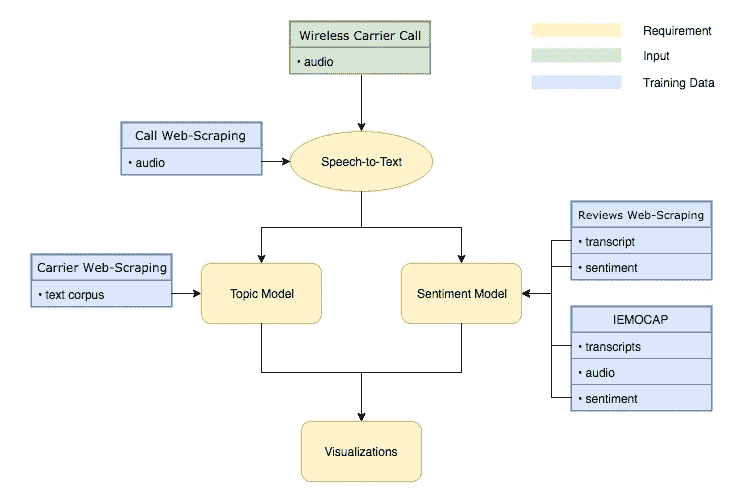 Wireless Carrier Call
• audio
Requirement
Input
Training Data
Call Web-Scraping
• audio
Speech-to-Text
Reviews Web-Scraping
• transcript
• sentiment
Carrier Web-Scraping
• text corpus
Topic Model
Sentiment Model
IEMOCAP
• transcripts
• audio
• sentiment
Visualizations